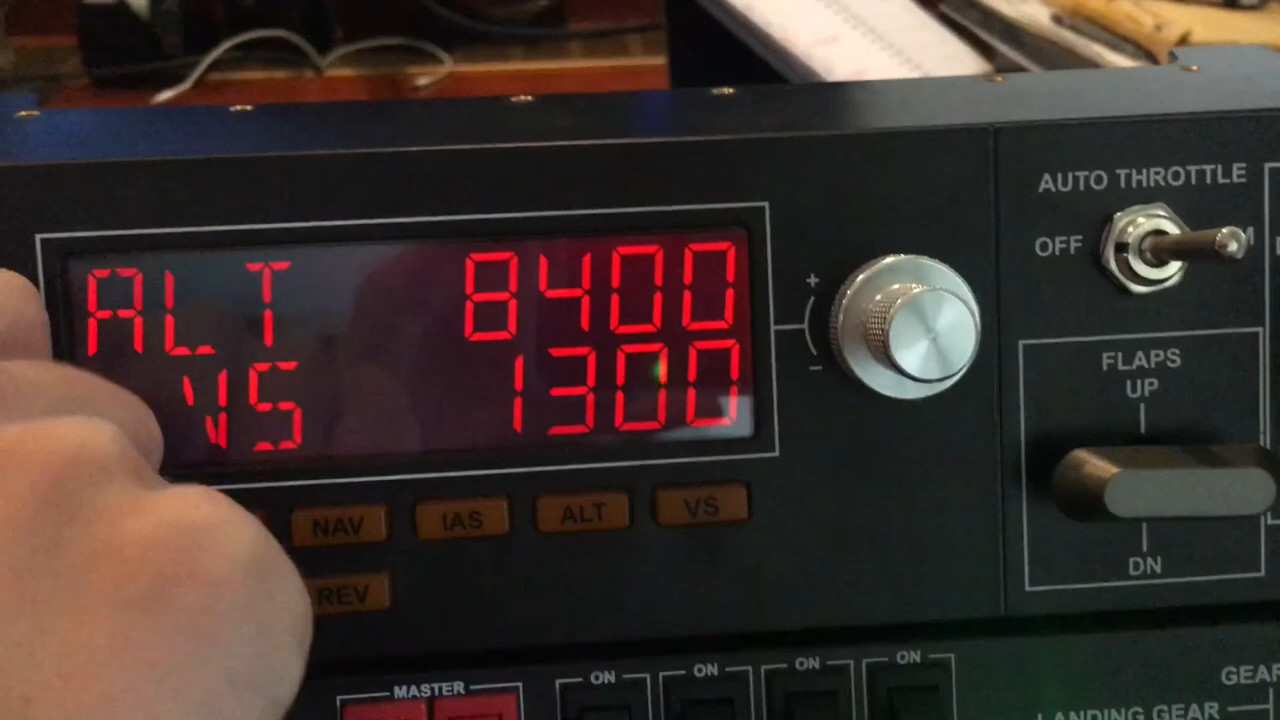 ALT 8400
VS 1300
+
-
AUTO THROTTLE
OFF
FLAPS
UP
DN
NAV IAS ALT VS
REV
MASTER
ON ON ON ON
GEAR
LANDING GEAR